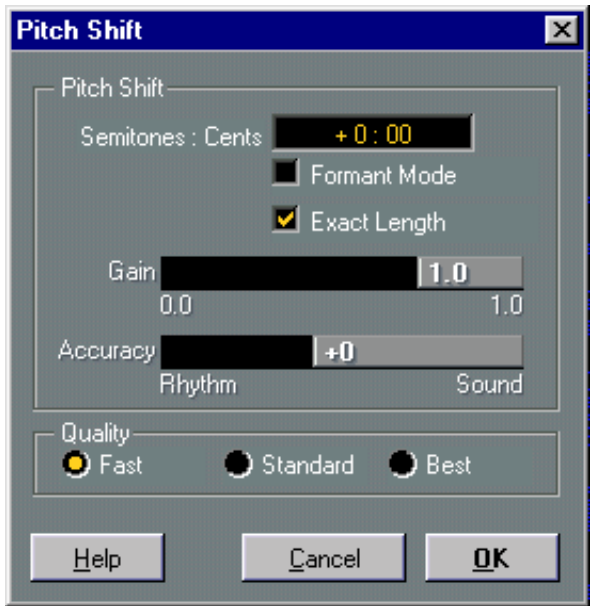 Pitch Shift
Pitch Shift
Semitones : Cents +0:00
Formant Mode
Exact Length
Gain 1.0
0.0 1.0
Accuracy +0
Rhythm Sound
Quality
Fast Standard Best
Help Cancel OK